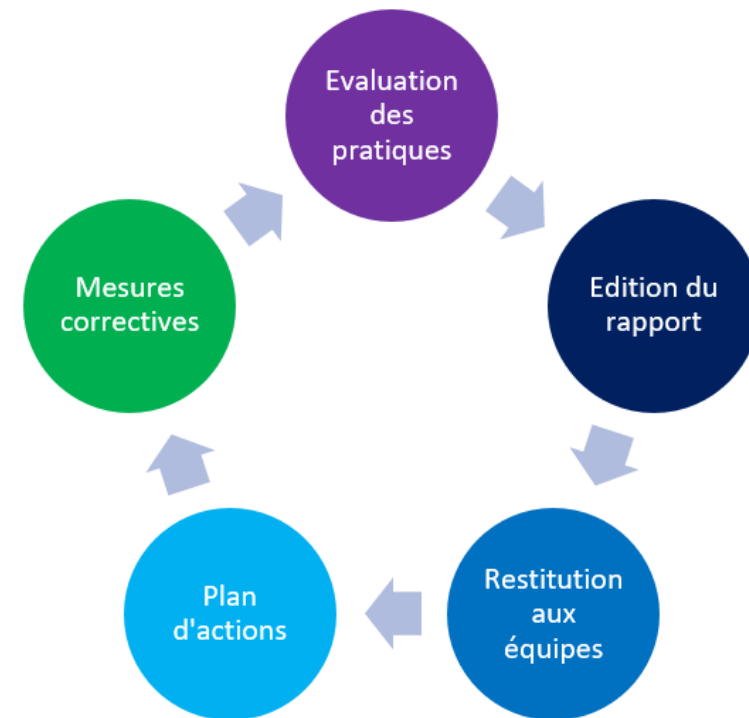 Evaluation
des
pratiques
Edition du
rapport
Restitution
aux
équipes
Plan
d'actions
Mesures
correctives